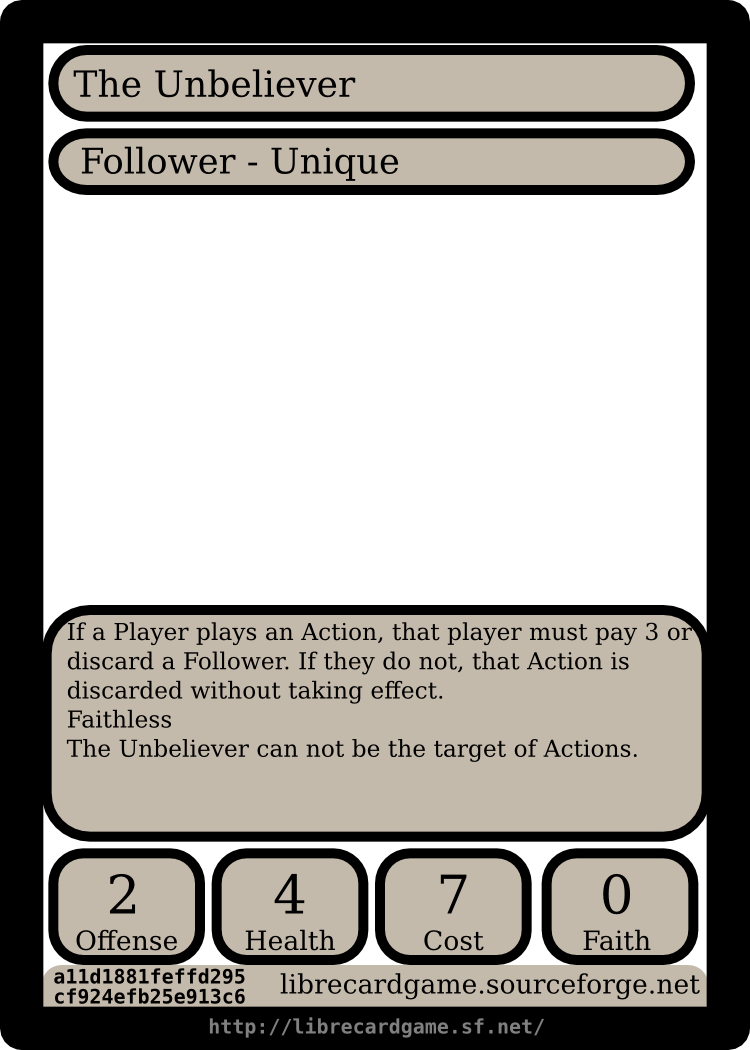 The Unbeliever
Follower - Unique
If a Player plays an Action, that player must pay 3 or
discard a Follower. If they do not, that Action is
discarded without taking effect.
Faithless
The Unbeliever can not be the target of Actions.
2 4 7 0
Offense Health Cost Faith
a11d1881feffd295
cf924efb25e913c6
librecardgame.sourceforge.net
http://librecardgame.sf.net/